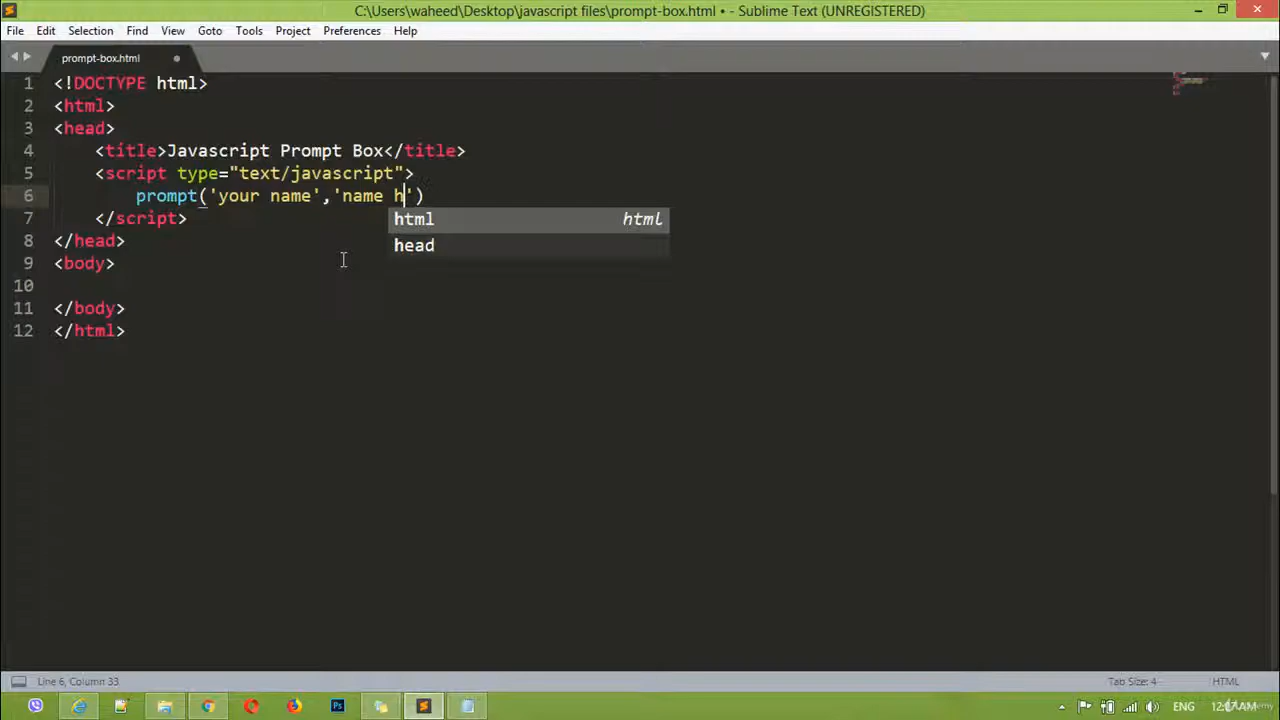 C:\Users\waheed\Desktop\javascript files\prompt-box.html • - Sublime Text (UNREGISTERED)
File Edit Selection Find View Goto Tools Project Preferences Help
prompt-box.html
1 <!DOCTYPE html>
2 <html>
3 <head>
4 <title>Javascript Prompt Box</title>
5 <script type="text/javascript">
6 prompt('your name','name h')
7 </script>
html html
8 </head>
head
9 <body>
10
11 </body>
12 </html>
Line 6, Column 33 Tab Size: 4 HTML
Ps ENG